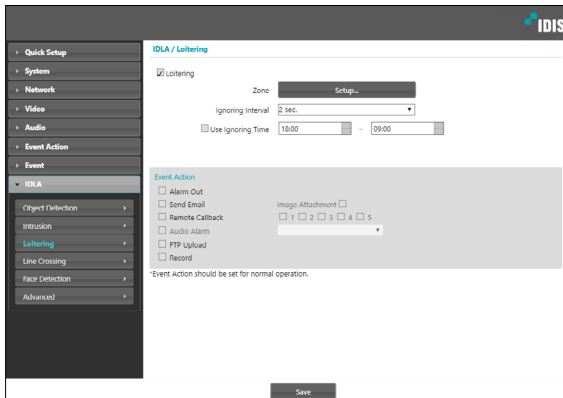 IDIS
Quick Setup
System
Network
Video
Audio
Event Action
Event
IDLA
Object Detection
Intrusion
Loitering
Line Crossing
Face Detection
Advanced
IDLA / Loitering
Loitering
Zone Setup...
Ignoring Interval 2 sec.
Use Ignoring Time 18:00 – 09:00
Event Action
Alarm Out
Send Email Image Attachment
Remote Callback 1 2 3 4 5
Audio Alarm
FTP Upload
Record
*Event Action should be set for normal operation.
Save